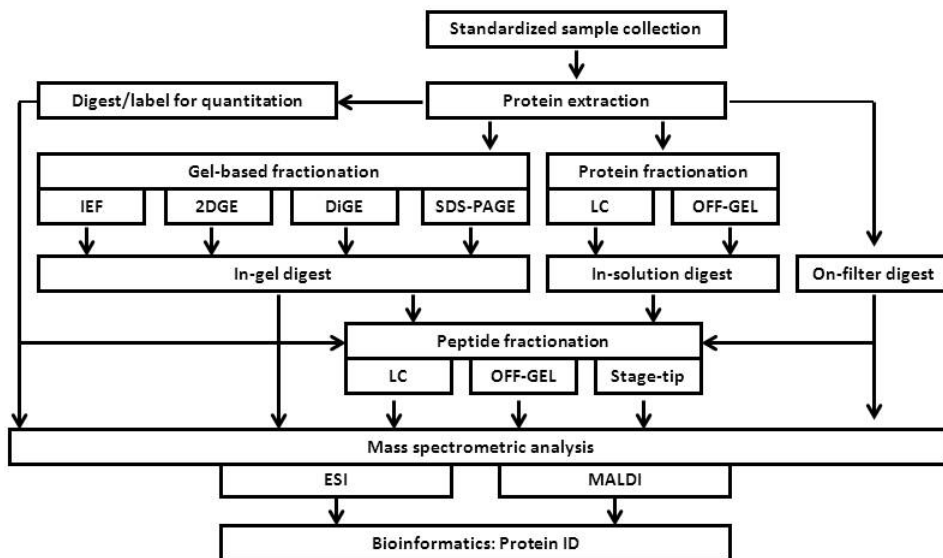 Standardized sample collection
Digest/label for quantitation
Protein extraction
Gel-based fractionation
Protein fractionation
IEF
2DGE
DiGE
SDS-PAGE
LC
OFF-GEL
In-gel digest
In-solution digest
On-filter digest
Peptide fractionation
LC
OFF-GEL
Stage-tip
Mass spectrometric analysis
ESI
MALDI
Bioinformatics: Protein ID